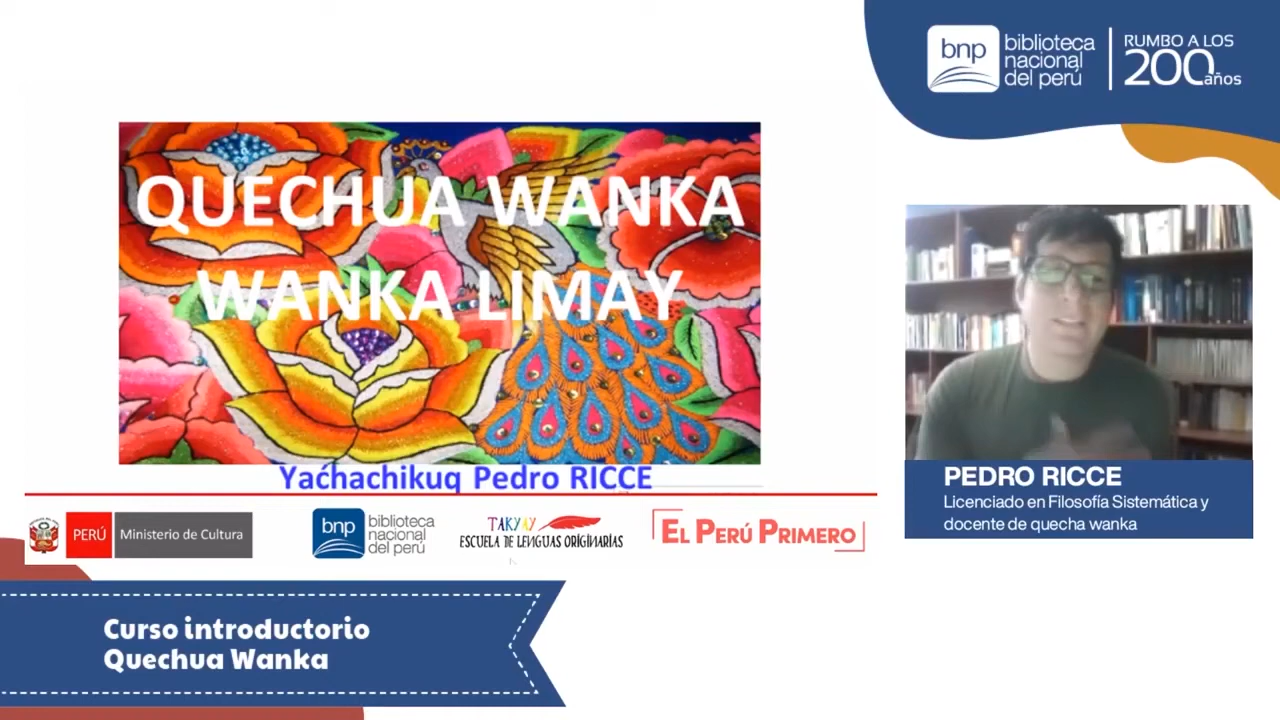 bnp
biblioteca
nacional
del perú
RUMBO A LOS
200 años
QUECHUA WANKA
WANKA LIMAY
Yaćhachikuq Pedro RICCE
PERÚ
Ministerio de Cultura
bnp
biblioteca
nacional
del perú
TAKYAY
ESCUELA DE LENGUAS ORIGINARIAS
EL PERÚ PRIMERO
PEDRO RICCE
Licenciado en Filosofía Sistemática y
docente de quecha wanka
Curso introductorio
Quechua Wanka